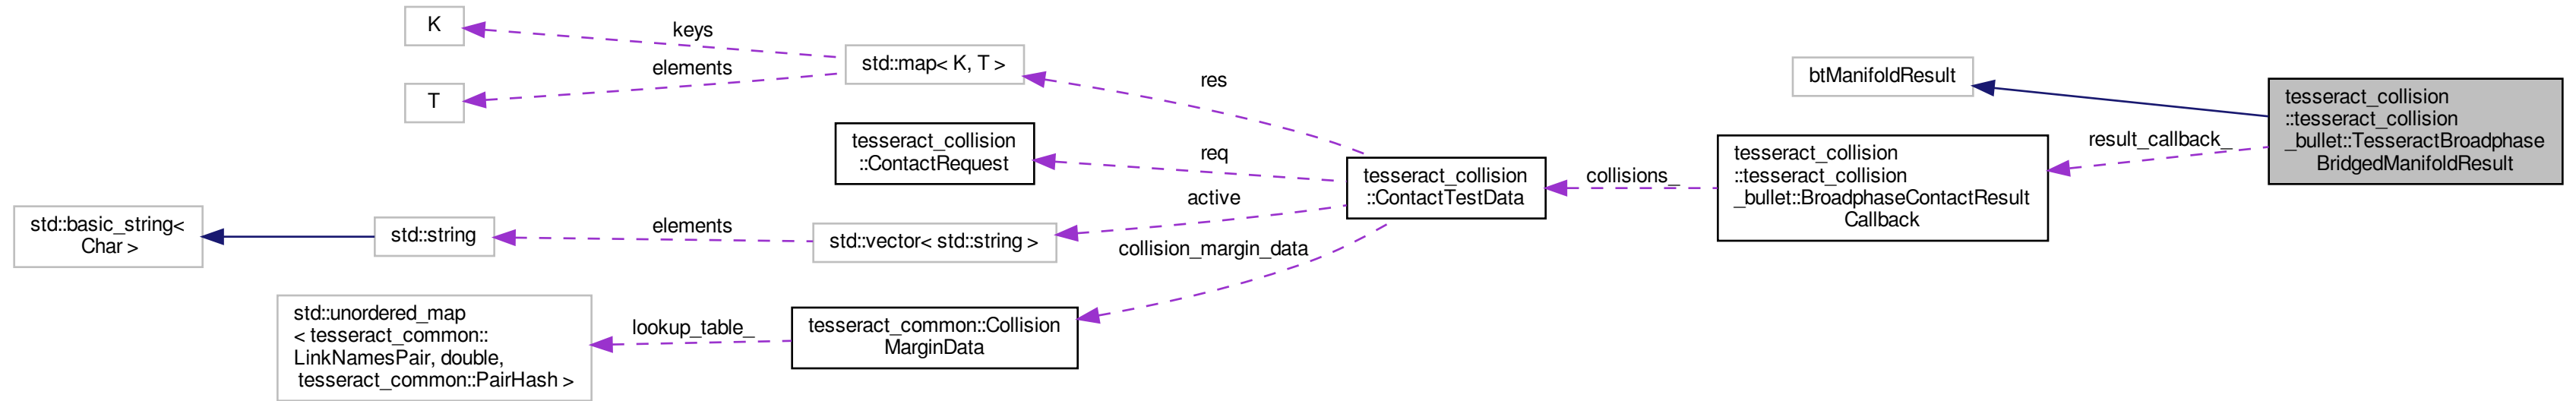 K
keys
T
elements
std::map< K, T >
res
btManifoldResult
tesseract_collision
::tesseract_collision
_bullet::TesseractBroadphase
BridgedManifoldResult
tesseract_collision
::ContactRequest
req
result_callback_
tesseract_collision
::tesseract_collision
_bullet::BroadphaseContactResult
Callback
collisions_
tesseract_collision
::ContactTestData
active
std::basic_string<
Char >
std::string
elements
std::vector< std::string >
collision_margin_data
std::unordered_map
< tesseract_common::
LinkNamesPair, double,
tesseract_common::PairHash >
lookup_table_
tesseract_common::Collision
MarginData